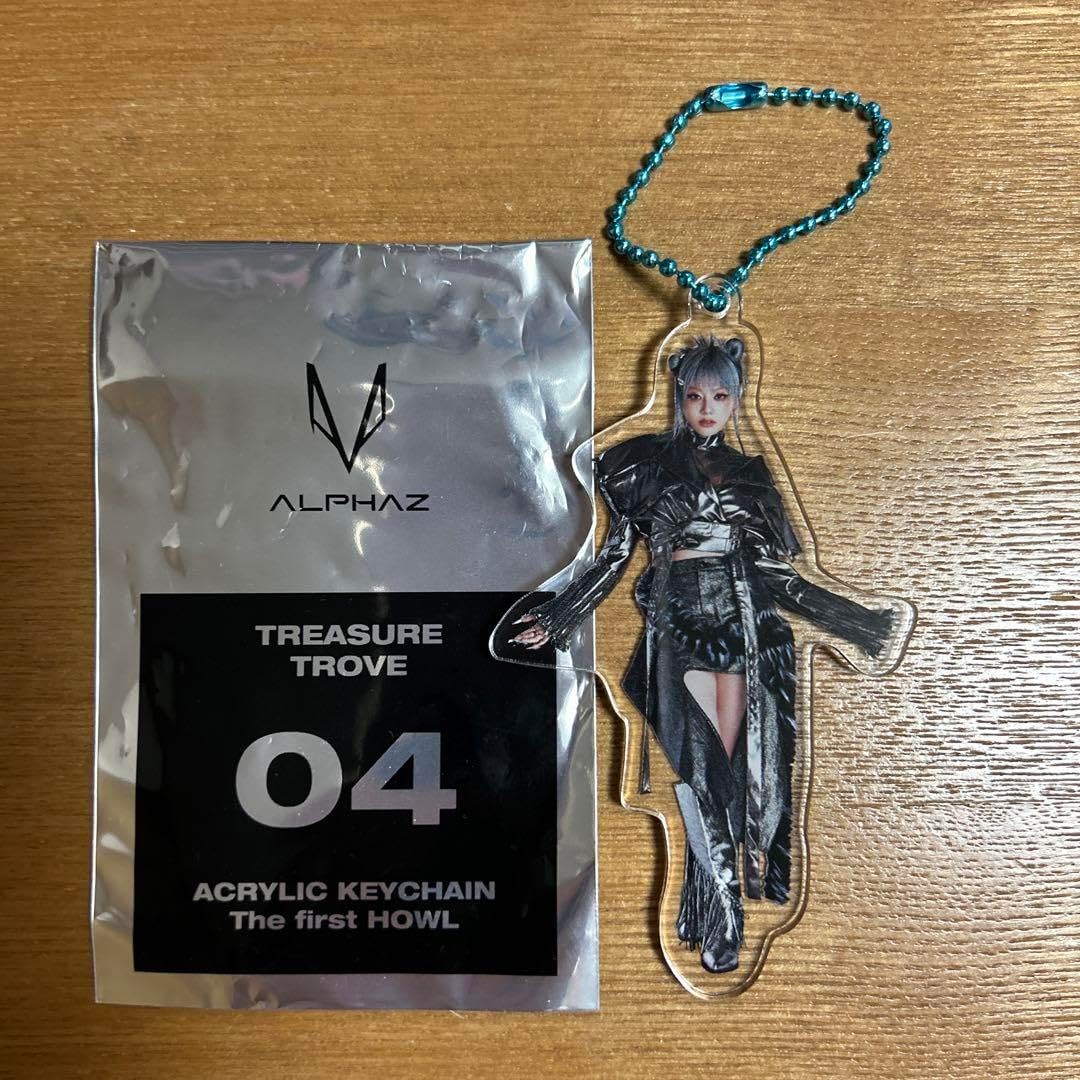 ALPHAZ
TREASURE
TROVE
04
ACRYLIC KEYCHAIN
The first HOWL